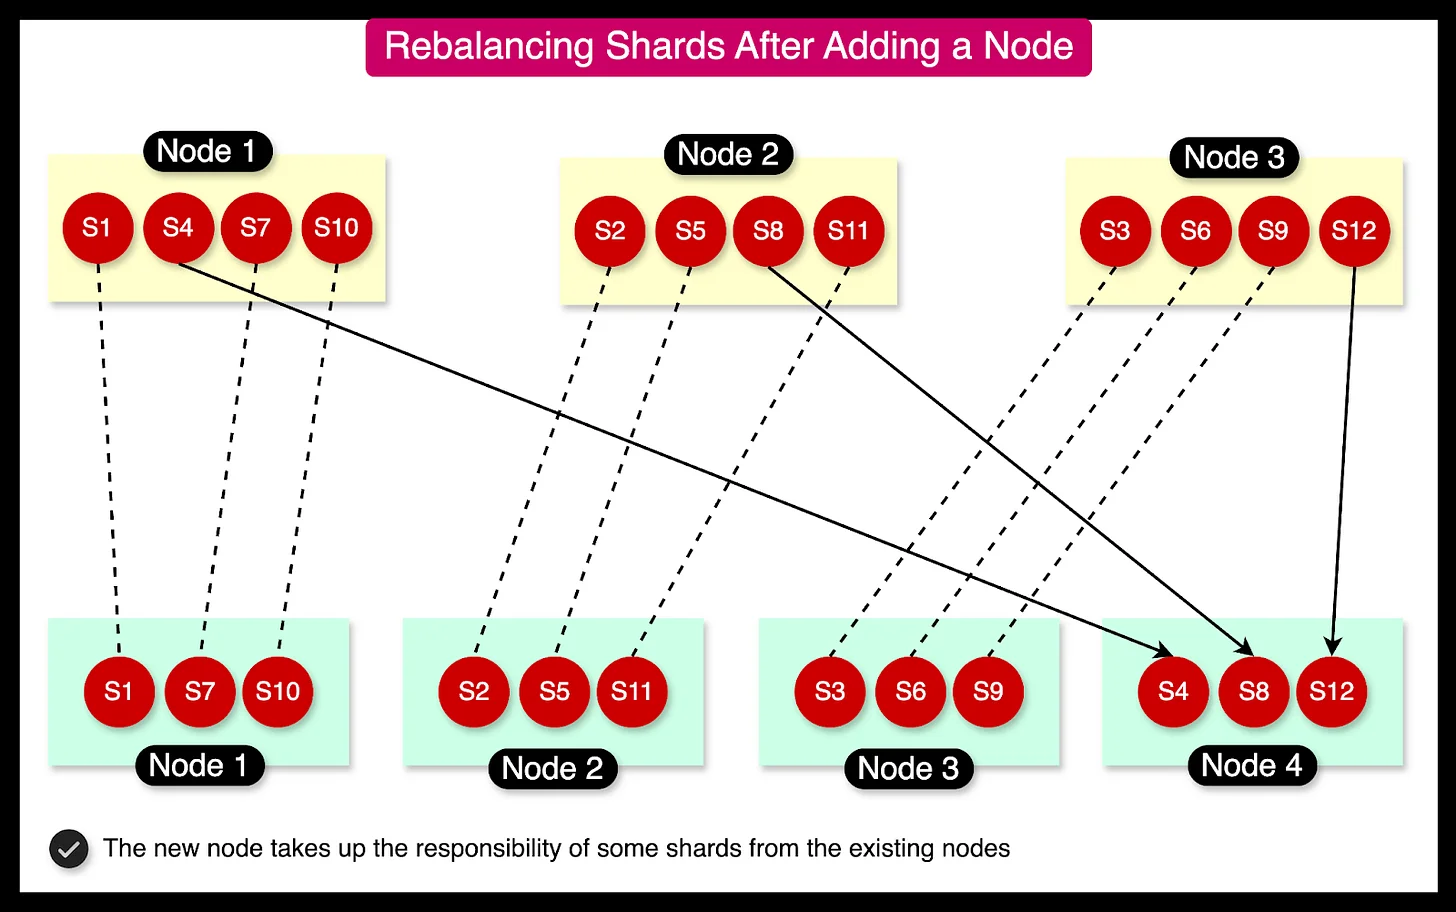 Rebalancing Shards After Adding a Node
Node 1
S1 S4 S7 S10
Node 2
S2 S5 S8 S11
Node 3
S3 S6 S9 S12
S1 S7 S10
Node 1
S2 S5 S11
Node 2
S3 S6 S9
Node 3
S4 S8 S12
Node 4
The new node takes up the responsibility of some shards from the existing nodes